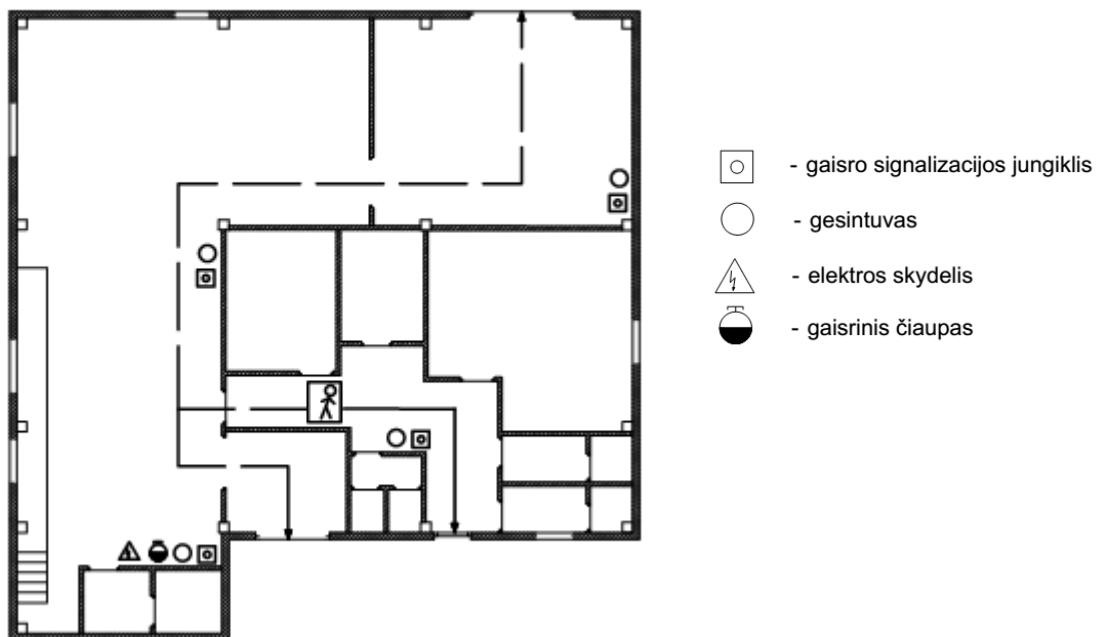 - gaisro signalizacijos jungiklis
- gesintuvas
- elektros skydelis
- gaisrinis čiaupas